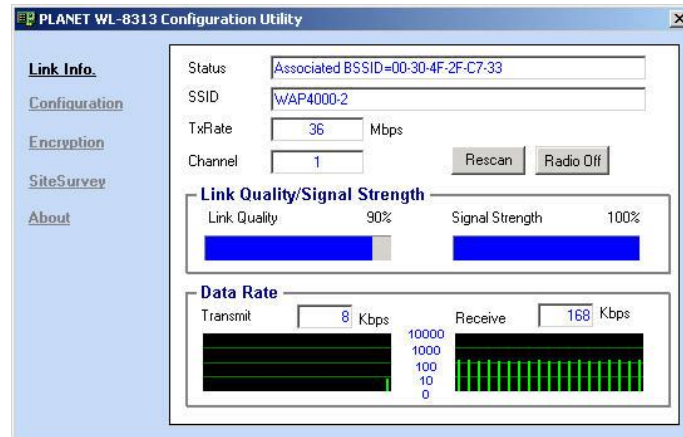 PLANET WL-8313 Configuration Utility
Link Info.
Configuration
Encryption
SiteSurvey
About
Status Associated BSSID=00-30-4F-2F-C7-33
SSID WAP4000-2
TxRate 36 Mbps
Channel 1 Rescan Radio Off
Link Quality/Signal Strength
Link Quality 90% Signal Strength 100%
Data Rate
Transmit 8 Kbps Receive 168 Kbps
10000
1000
100
10
0